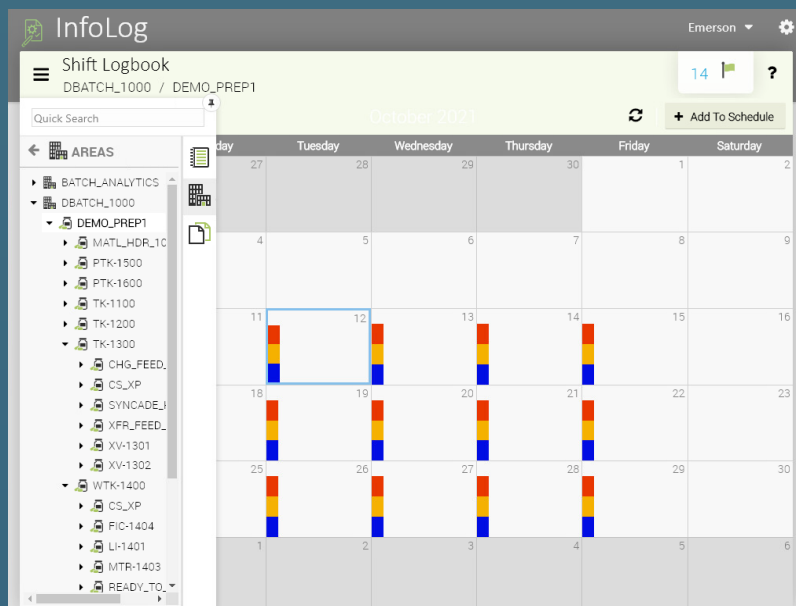 InfoLog
Emerson
Shift Logbook
DBATCH_1000 / DEMO_PREP1
14
?
Quick Search
October 2021
+ Add To Schedule
AREAS
day Tuesday Wednesday Thursday Friday Saturday
BATCH_ANALYTICS
DBATCH_1000
DEMO_PREP1
MATL_HDR_10
PTK-1500
PTK-1600
TK-1100
TK-1200
TK-1300
CHG_FEED_
CS_XP
SYNCADE_
XFR_FEED_
XV-1301
XV-1302
WTK-1400
CS_XP
FIC-1404
LI-1401
MTR-1403
READY_TO_
27 28 29 30 1 2
4 5 6 7 8 9
11 12 13 14 15 16
18 19 20 21 22 23
25 26 27 28 29 30
1 2 3 4 5 6